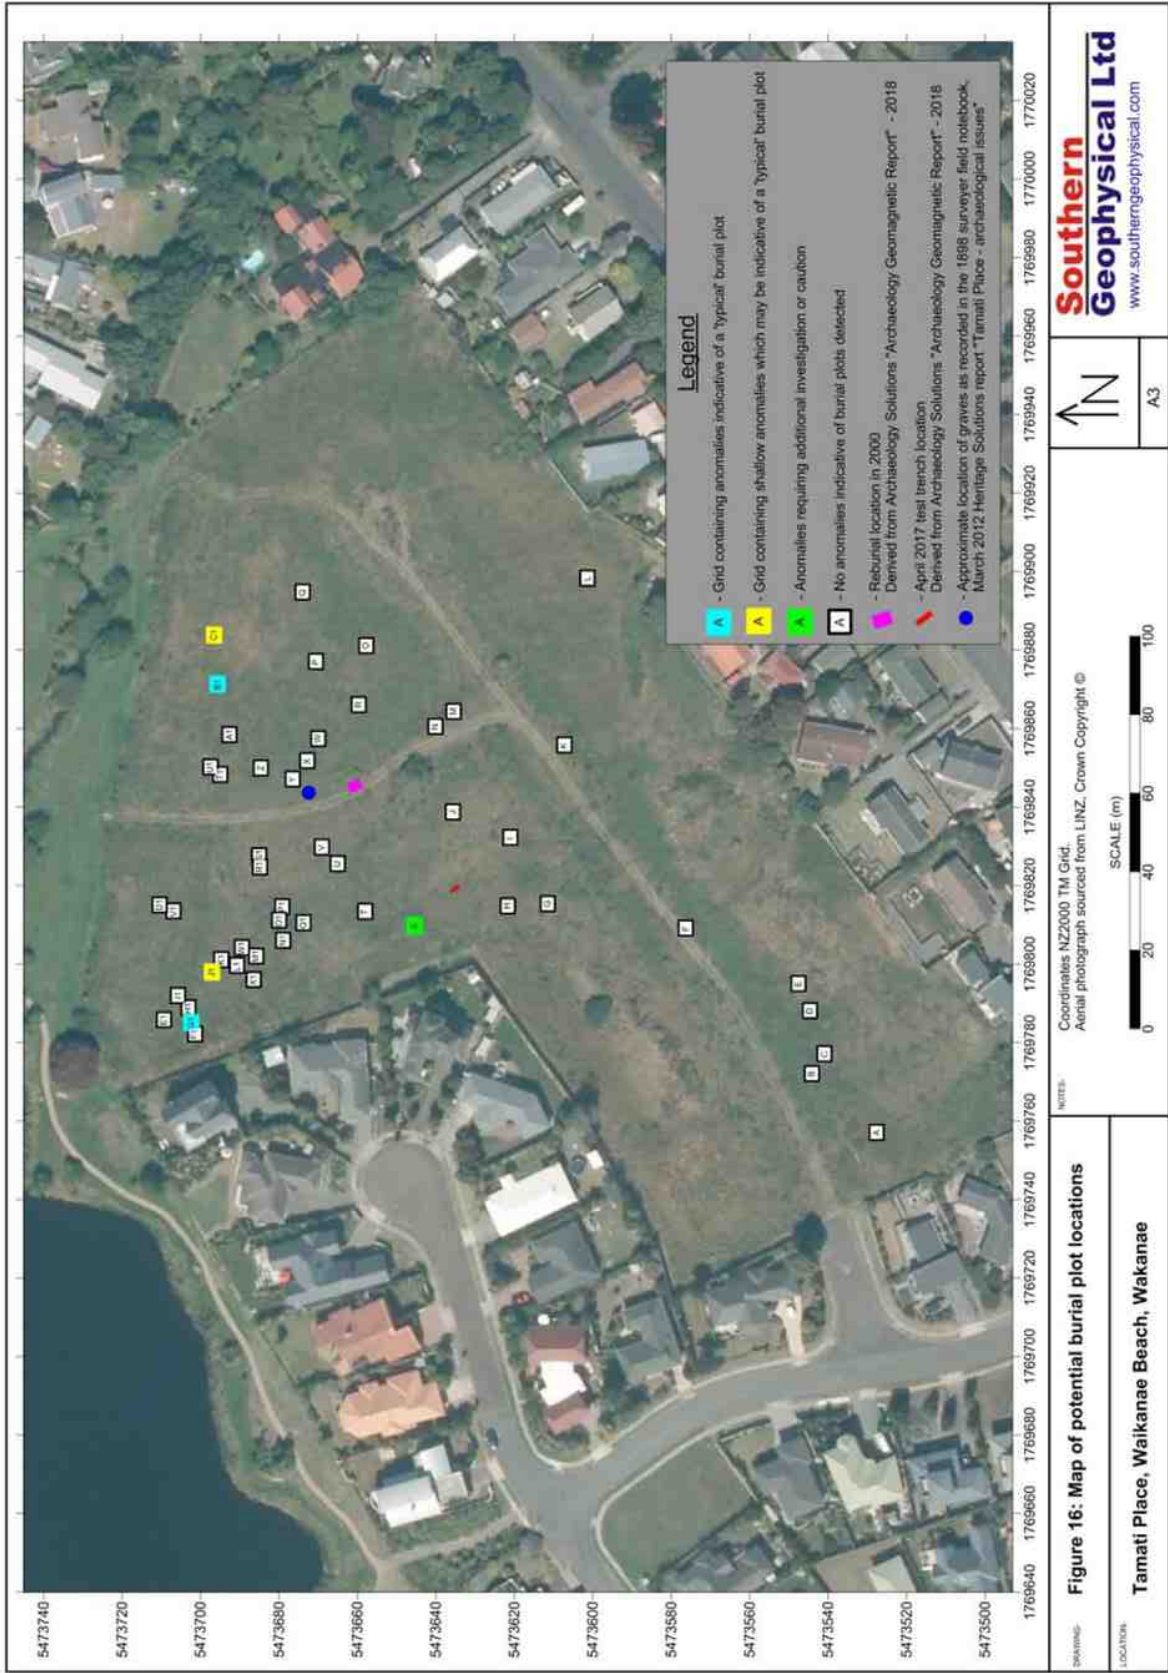 5473740
5473720
5473700
5473680
5473660
5473640
5473620
5473600
5473580
5473560
5473540
5473520
5473500
1769640
1769660
1769680
1769700
1769720
1769740
1769760
1769780
1769800
1769820
1769840
1769860
1769880
1769900
1769920
1769940
1769960
1769980
1770000
1770020
A
B
C
D
E
F
G
H
I
J
K
L
M
N
O
P
Q
R
T
U
V
W
X
Y
Z
A1
C1
Legend
A - Grid containing anomalies indicative of a "typical" burial plot
A - Grid containing shallow anomalies which may be indicative of a "typical" burial plot
A - Anomalies requiring additional investigation or caution
A - No anomalies indicative of burial plots detected
- Reburial location in 2000
Derived from Archaeology Solutions "Archaeology Geomagnetic Report" - 2018
- April 2017 test trench location
Derived from Archaeology Solutions "Archaeology Geomagnetic Report" - 2018
- Approximate location of graves as recorded in the 1898 surveyer field notebook,
March 2012 Heritage Solutions report "Tamati Place - archaeological issues"
DRAWING:
Figure 16: Map of potential burial plot locations
LOCATION:
Tamati Place, Waikanae Beach, Wakanae
NOTES:
Coordinates NZ2000 TM Grid.
Aerial photograph sourced from LINZ, Crown Copyright ©
SCALE (m)
0 20 40 60 80 100
N
A3
Southern
Geophysical Ltd
www.southerngeophysical.com